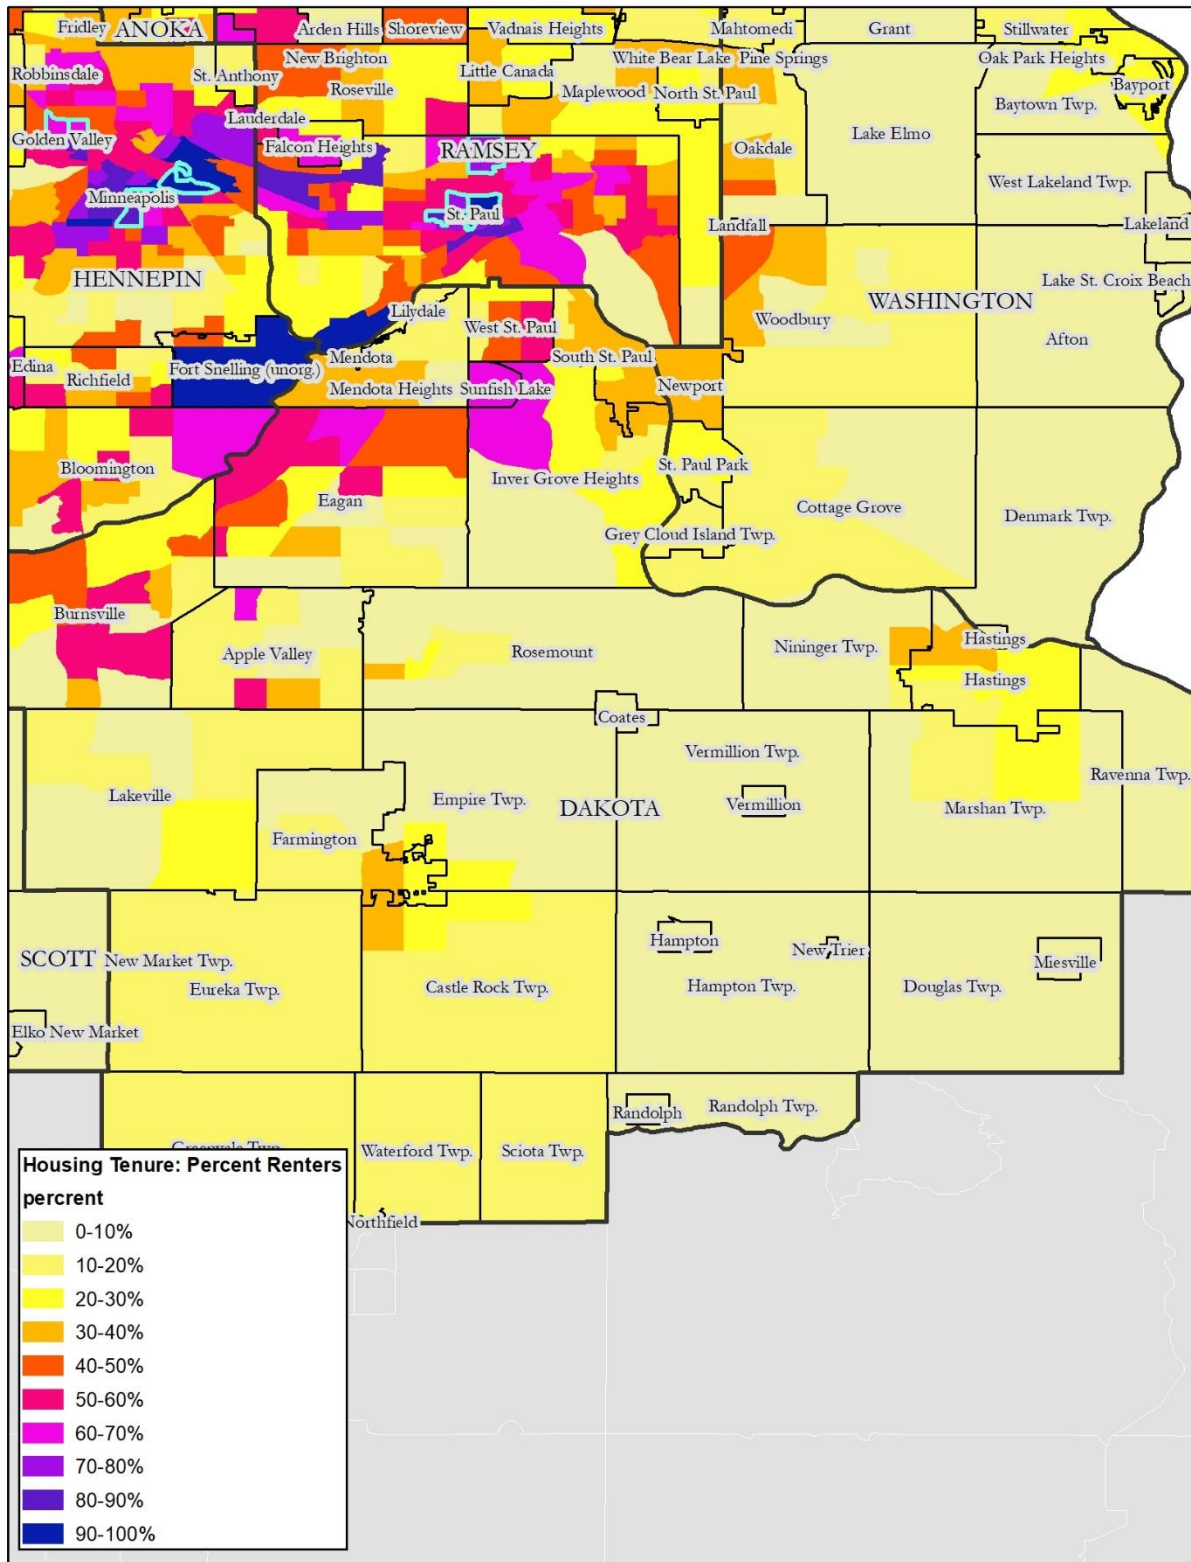 Fridley
ANOKA
Arden Hills
Shoreview
Vadnais Heights
Mahtomedi
Grant
Stillwater
New Brighton
White Bear Lake
Pine Springs
Oak Park Heights
Robbinsdale
St. Anthony
Roseville
Little Canada
Maplewood
North St. Paul
Baytown Twp.
Bayport
Lauderdale
Golden Valley
Falcon Heights
RAMSEY
Oakdale
Lake Elmo
Minneapolis
St. Paul
West Lakeland Twp.
Landfall
Lakeland
HENNEPIN
Lake St. Croix Beach
WASHINGTON
Lilydale
West St. Paul
Woodbury
Afton
Edina
Richfield
Fort Snelling (unorg.)
Mendota
South St. Paul
Mendota Heights
Sunfish Lake
Newport
Bloomington
Eagan
Inver Grove Heights
St. Paul Park
Cottage Grove
Denmark Twp.
Grey Cloud Island Twp.
Burnsville
Apple Valley
Rosemount
Nininger Twp.
Hastings
Hastings
Coates
Vermillion Twp.
Ravenna Twp.
Lakeville
Empire Twp.
DAKOTA
Vermillion
Marshan Twp.
Farmington
SCOTT
New Market Twp.
Hampton
New Trier
Miesville
Eureka Twp.
Castle Rock Twp.
Hampton Twp.
Douglas Twp.
Elko New Market
Randolph
Randolph Twp.
Greenvale Twp.
Waterford Twp.
Sciota Twp.
Northfield
Housing Tenure: Percent Renters
percrent
0-10%
10-20%
20-30%
30-40%
40-50%
50-60%
60-70%
70-80%
80-90%
90-100%